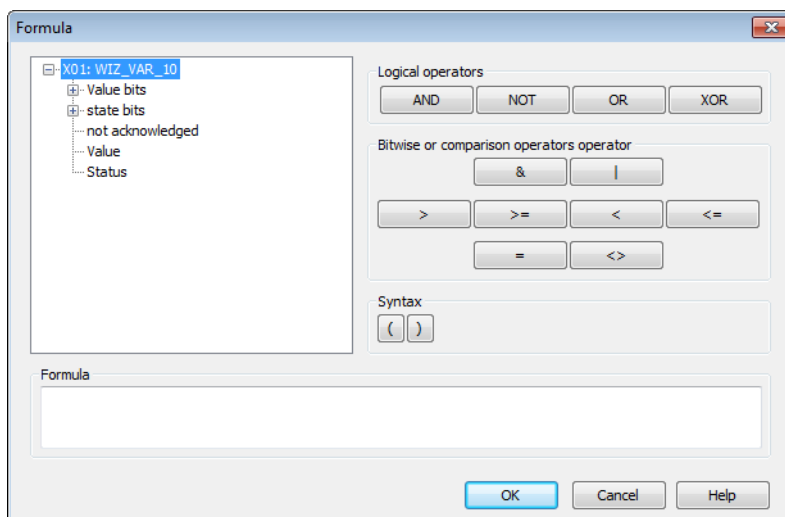 Formula
X01: WIZ_VAR_10
Value bits
state bits
not acknowledged
Value
Status
Logical operators
AND NOT OR XOR
Bitwise or comparison operators operator
& |
> >= < <=
= <>
Syntax
( )
Formula
OK Cancel Help